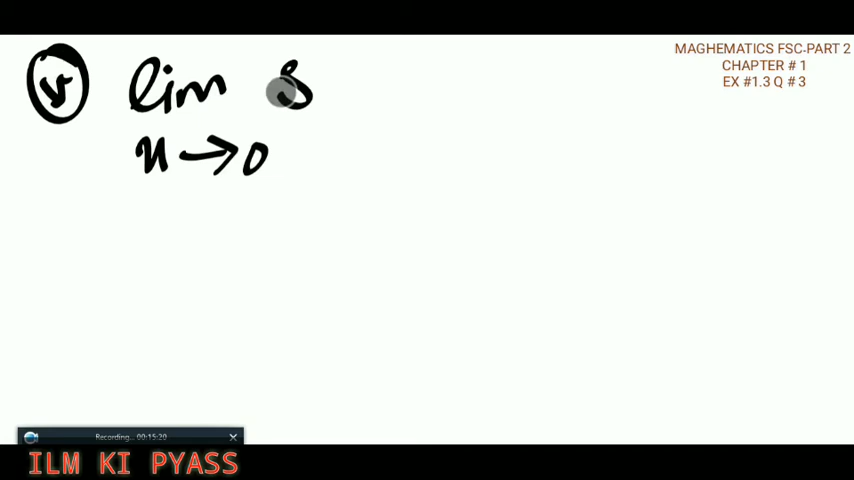 MAGHEMATICS FSC-PART 2
CHAPTER # 1
EX #1.3 Q # 3
(v) lim S
x → 0
Recording... 00:15:20
ILM KI PYASS